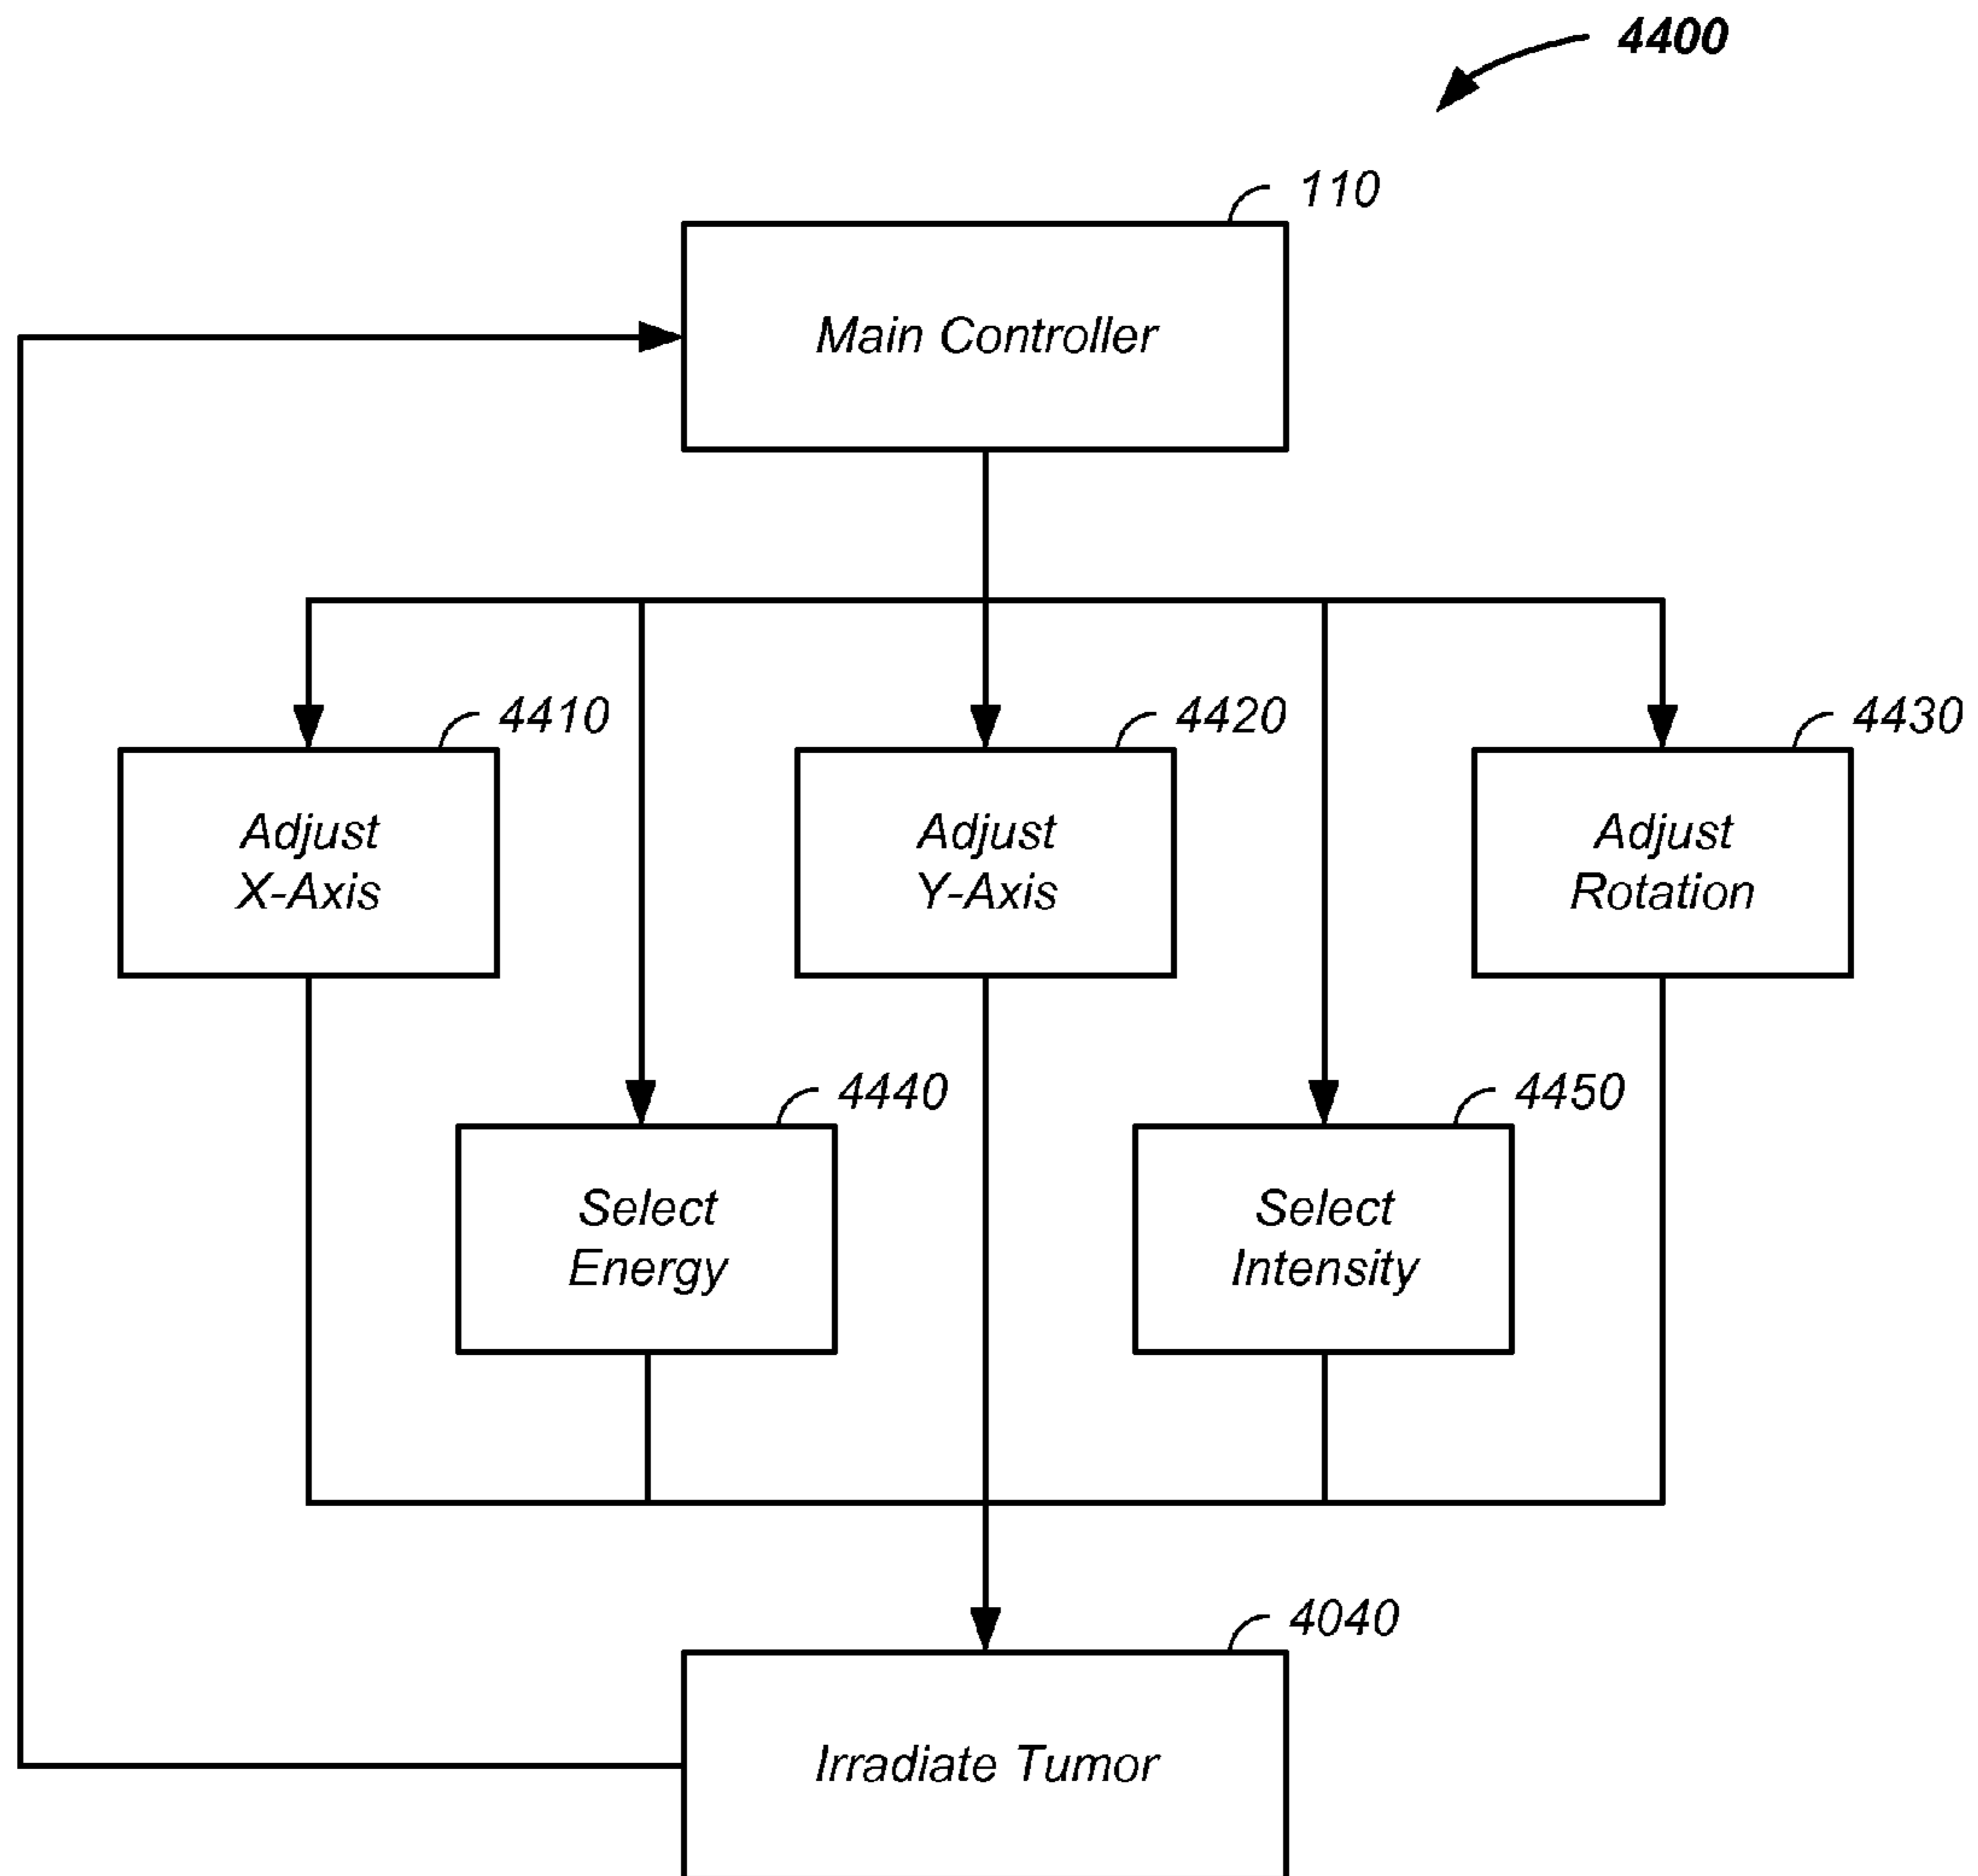 4400
110
Main Controller
4410
4420
4430
Adjust
X-Axis
Adjust
Y-Axis
Adjust
Rotation
4440
4450
Select
Energy
Select
Intensity
4040
Irradiate Tumor